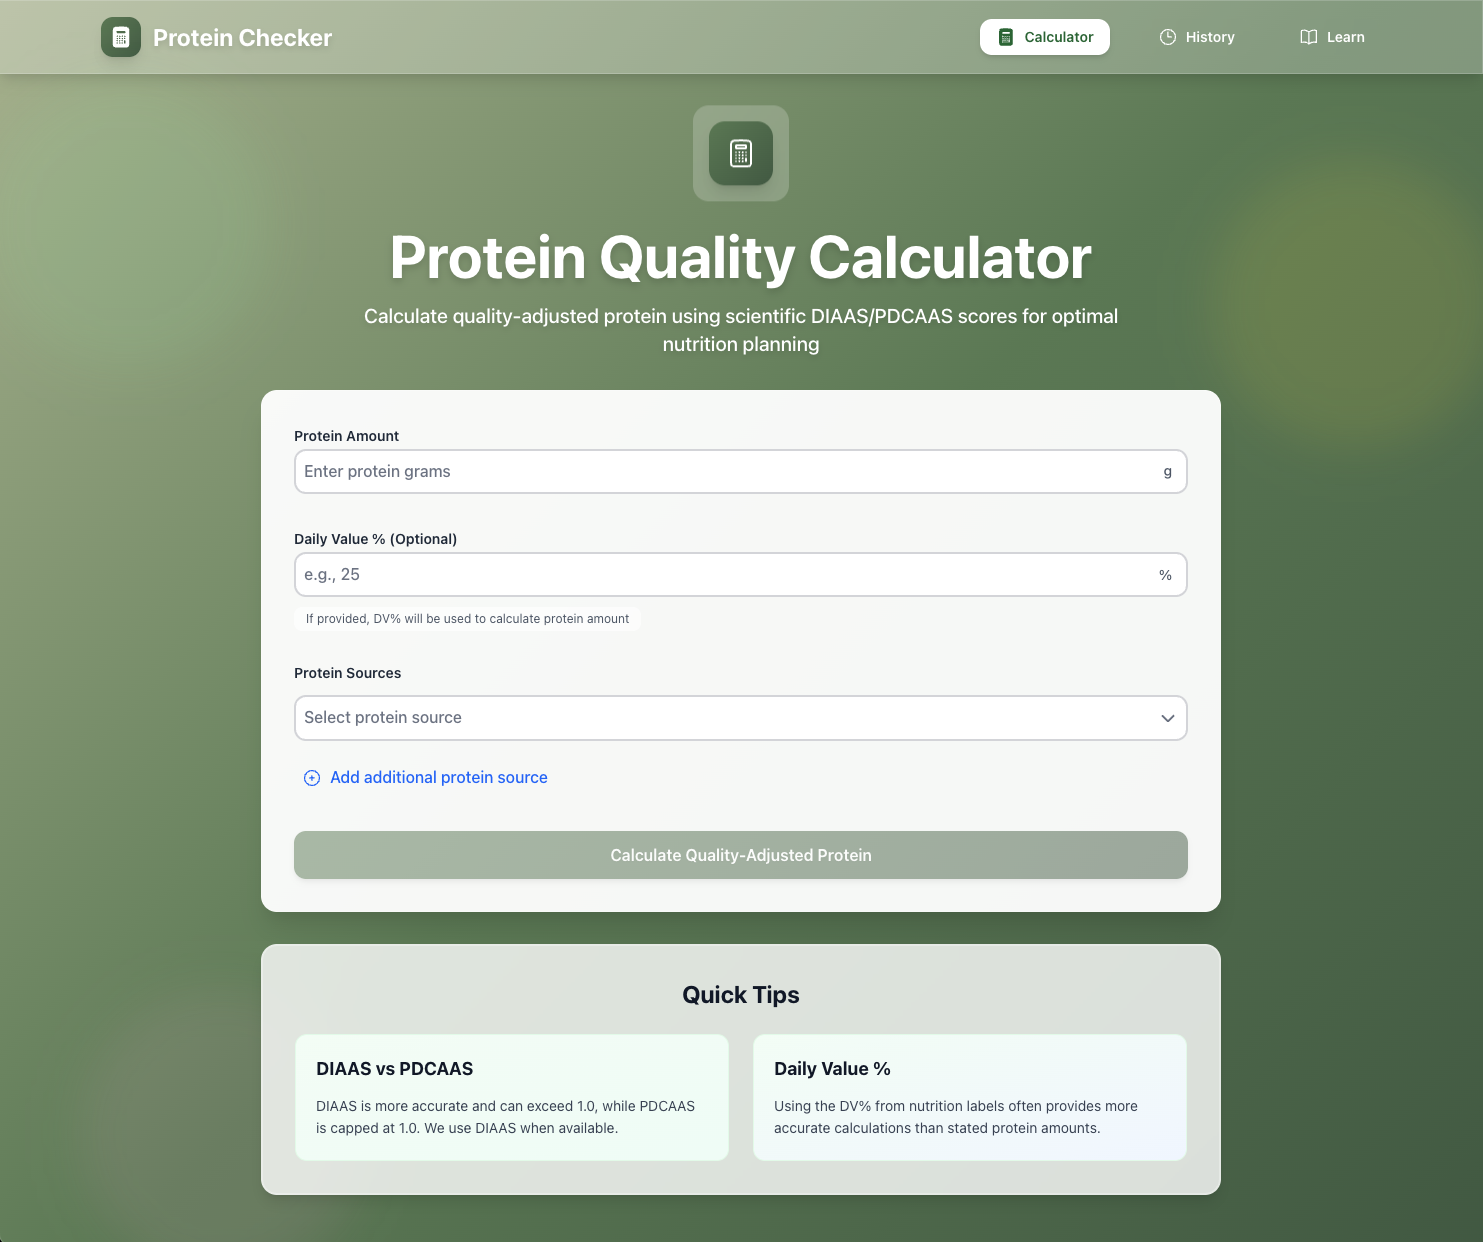 Protein Checker
Calculator
History
Learn
Protein Quality Calculator
Calculate quality-adjusted protein using scientific DIAAS/PDCAAS scores for optimal
nutrition planning
Protein Amount
Enter protein grams
g
Daily Value % (Optional)
e.g., 25
%
If provided, DV% will be used to calculate protein amount
Protein Sources
Select protein source
Add additional protein source
Calculate Quality-Adjusted Protein
Quick Tips
DIAAS vs PDCAAS
DIAAS is more accurate and can exceed 1.0, while PDCAAS
is capped at 1.0. We use DIAAS when available.
Daily Value %
Using the DV% from nutrition labels often provides more
accurate calculations than stated protein amounts.